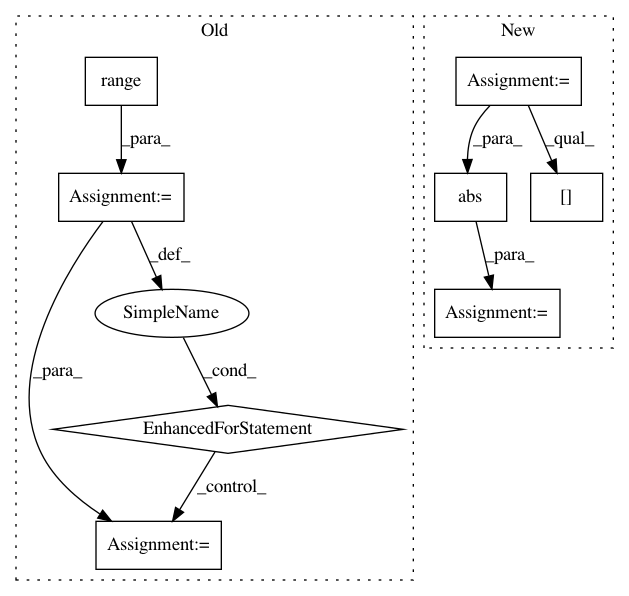 Old
New
range
Assignment:=
_para_
_para_
_qual_
Assignment:=
abs
[]
_def_
_para_
SimpleName
Assignment:=
_para_
_cond_
EnhancedForStatement
_control_
Assignment:=